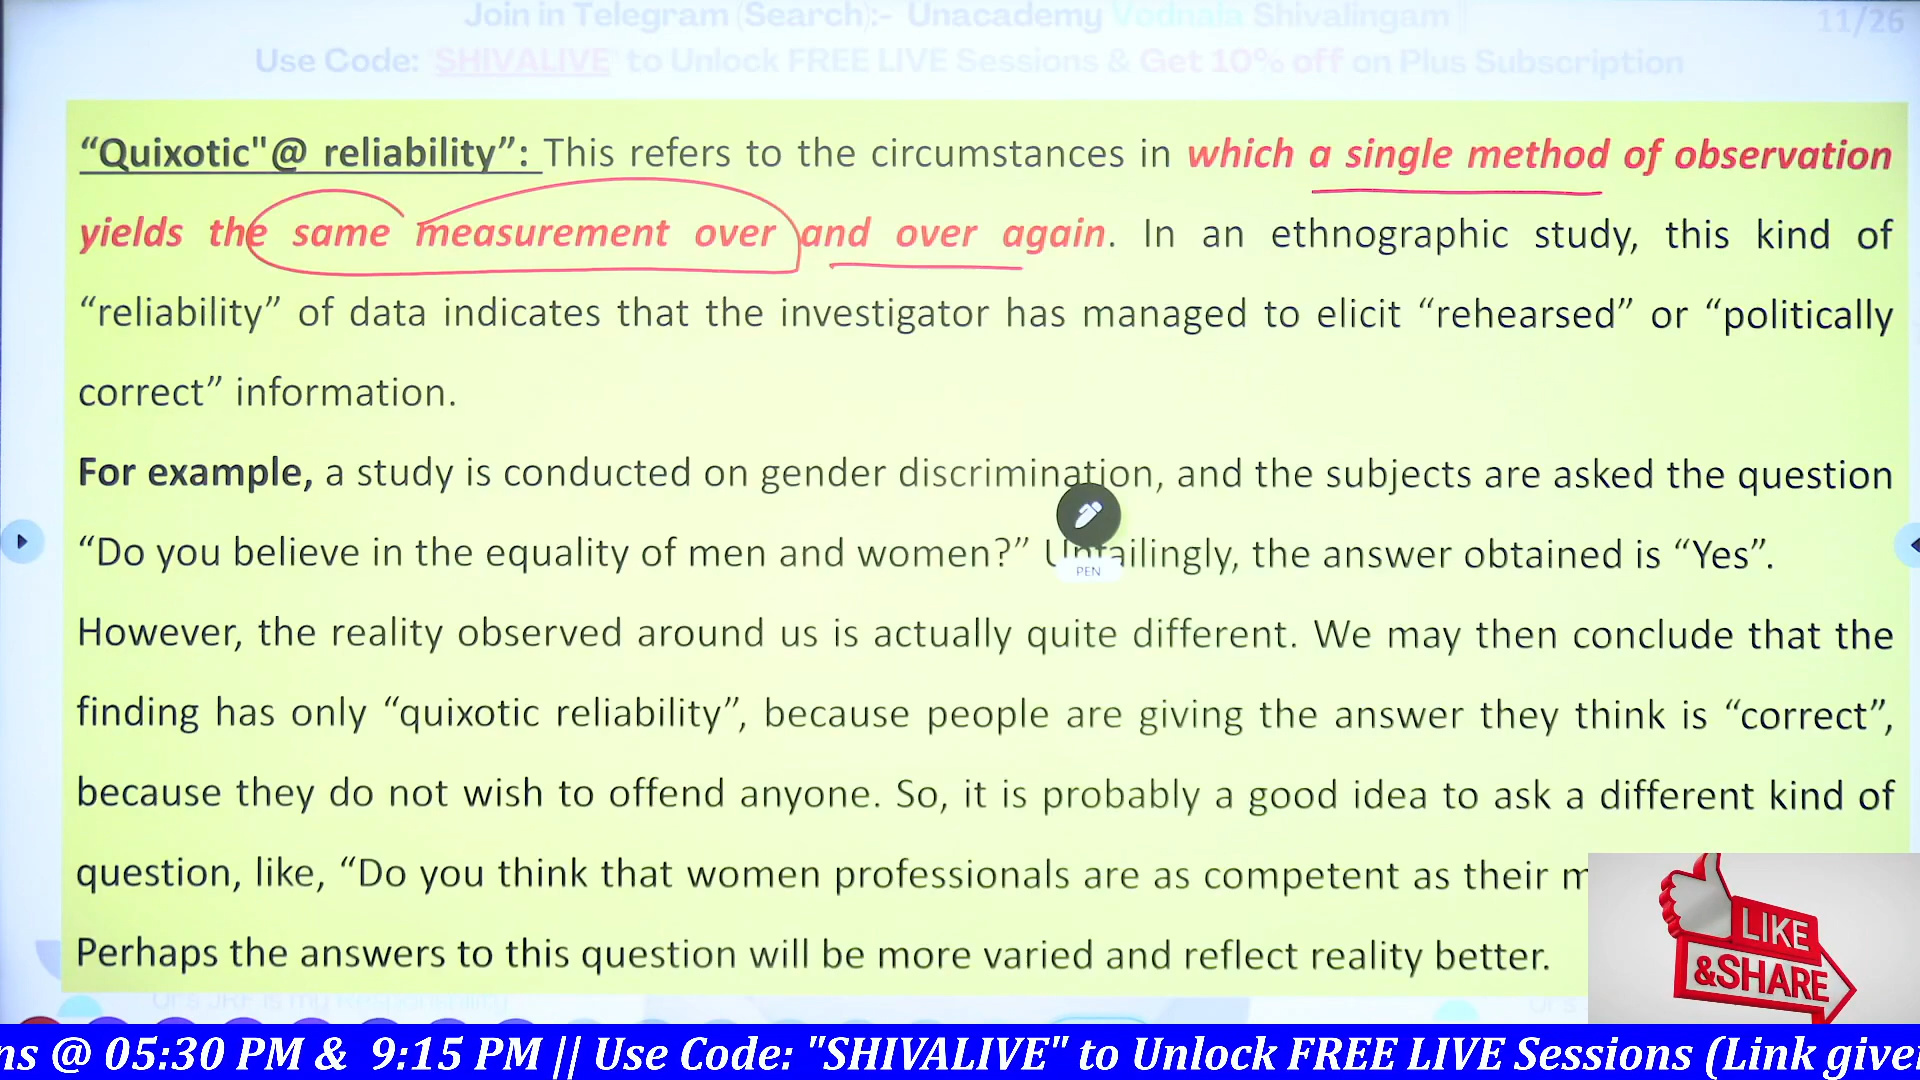 Join in Telegram (Search):- Unacademy Vodnala Shivalingam ||
11/26
Use Code: SHIVALIVE to Unlock FREE LIVE Sessions & Get 10% off on Plus Subscription
“Quixotic"@ reliability”: This refers to the circumstances in which a single method of observation
yields the same measurement over and over again. In an ethnographic study, this kind of
“reliability” of data indicates that the investigator has managed to elicit “rehearsed” or “politically
correct” information.
For example, a study is conducted on gender discrimination, and the subjects are asked the question
“Do you believe in the equality of men and women?” Unfailingly, the answer obtained is “Yes”.
PEN
However, the reality observed around us is actually quite different. We may then conclude that the
finding has only “quixotic reliability”, because people are giving the answer they think is “correct”,
because they do not wish to offend anyone. So, it is probably a good idea to ask a different kind of
question, like, “Do you think that women professionals are as competent as their
Perhaps the answers to this question will be more varied and reflect reality better.
LIKE
&SHARE
Ur's JRF is my Responsibility
Ur's
ns @ 05:30 PM & 9:15 PM || Use Code: "SHIVALIVE" to Unlock FREE LIVE Sessions (Link give